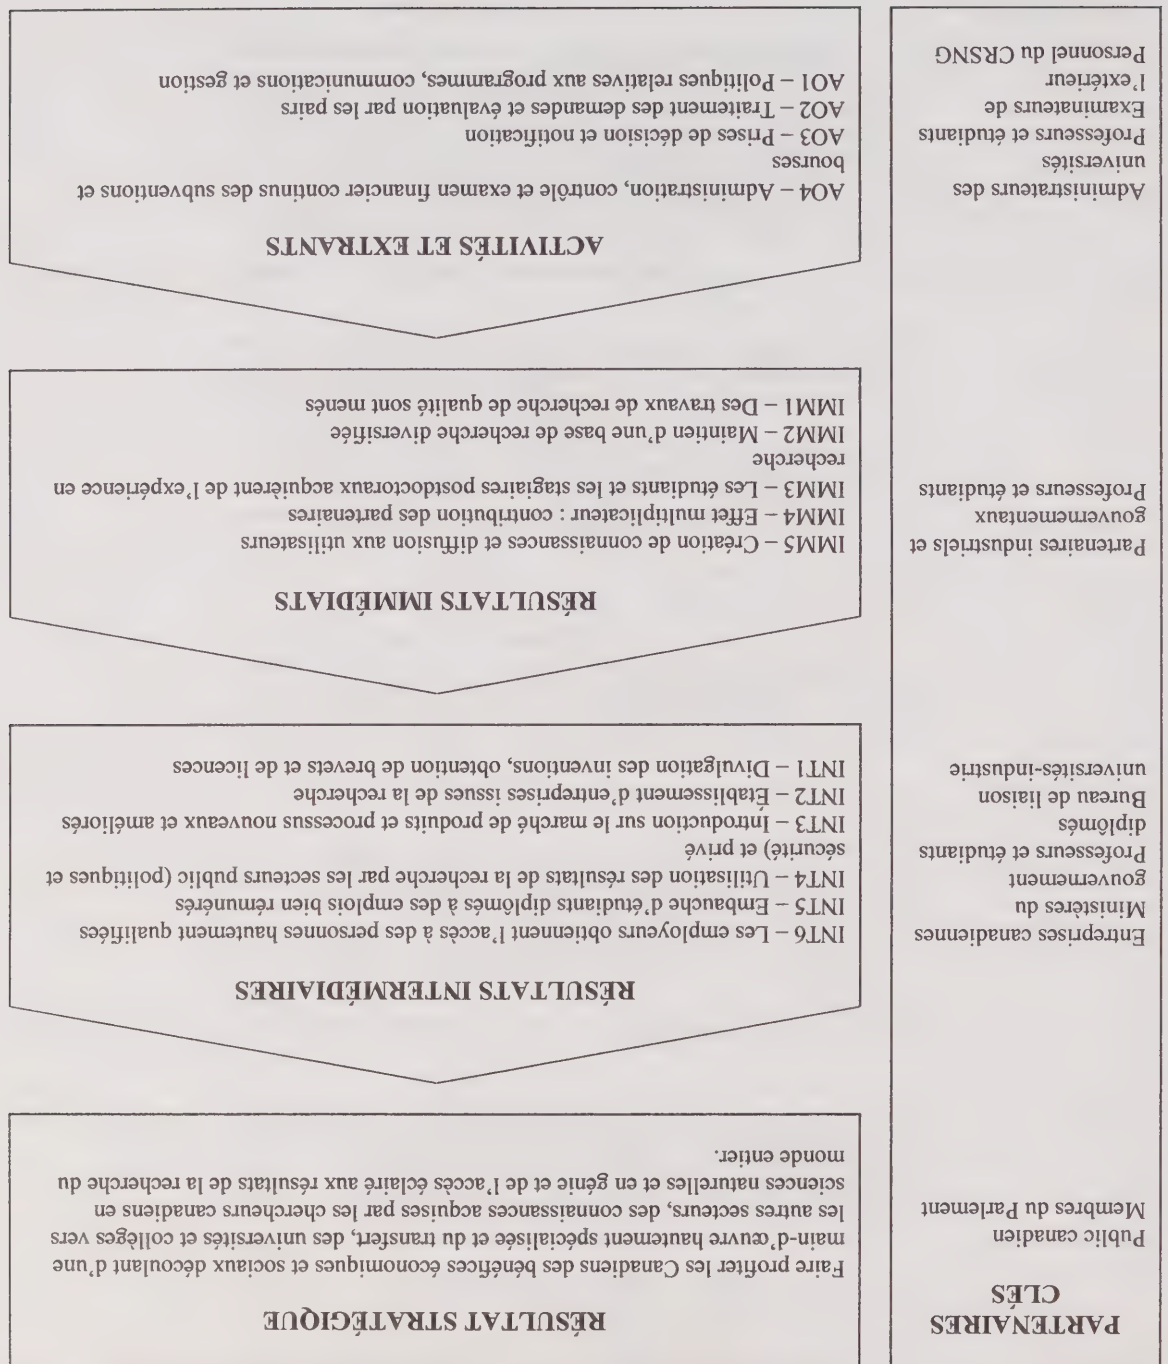 PARTENAIRES
CLÉS
Public canadien
Membres du Parlement
Entreprises canadiennes
Ministères du
gouvernement
Professeurs et étudiants
diplômés
Bureau de liaison
universités-industrie
Partenaires industriels et
gouvernementaux
Professeurs et étudiants
Administrateurs des
universités
Professeurs et étudiants
Examinateurs de
l'extérieur
Personnel du CRSNG
RÉSULTAT STRATÉGIQUE
Faire profiter les Canadiens des bénéfices économiques et sociaux découlant d'une
main-d'œuvre hautement spécialisée et du transfert, des universités et collèges vers
les autres secteurs, des connaissances acquises par les chercheurs canadiens en
sciences naturelles et en génie et de l'accès éclairé aux résultats de la recherche du
monde entier.
RÉSULTATS INTERMÉDIAIRES
INT6 – Les employeurs obtiennent l'accès à des personnes hautement qualifiées
INT5 – Embauche d'étudiants diplômés à des emplois bien rémunérés
INT4 – Utilisation des résultats de la recherche par les secteurs public (politiques et
sécurité) et privé
INT3 – Introduction sur le marché de produits et processus nouveaux et améliorés
INT2 – Établissement d'entreprises issues de la recherche
INT1 – Divulgation des inventions, obtention de brevets et de licences
RÉSULTATS IMMÉDIATS
IMM5 – Création de connaissances et diffusion aux utilisateurs
IMM4 – Effet multiplicateur : contribution des partenaires
IMM3 – Les étudiants et les stagiaires postdoctoraux acquièrent de l'expérience en
recherche
IMM2 – Maintien d'une base de recherche diversifiée
IMM1 – Des travaux de recherche de qualité sont menés
ACTIVITÉS ET EXTRANTS
AO4 – Administration, contrôle et examen financier continus des subventions et
bourses
AO3 – Prises de décision et notification
AO2 – Traitement des demandes et évaluation par les pairs
AO1 – Politiques relatives aux programmes, communications et gestion